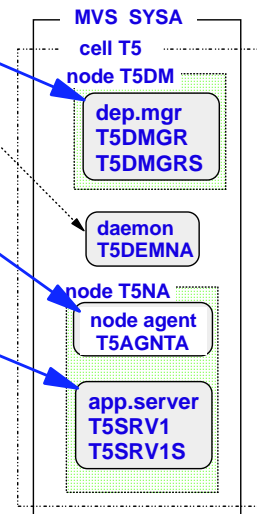 MVS SYSA
cell T5
node T5DM
dep.mgr
T5DMGR
T5DMGRS
daemon
T5DEMNA
node T5NA
node agent
T5AGNTA
app.server
T5SRV1
T5SRV1S